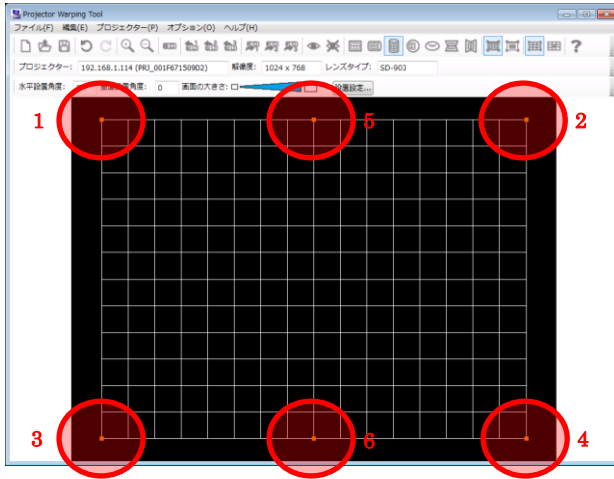 Projector Warping Tool
ファイル(F) 編集(E) プロジェクター(P) オプション(O) ヘルプ(H)
プロジェクター: 192.168.1.114 (PRJ_001F671509D2) 解像度: 1024 x 768 レンズタイプ: SD-903
水平設置角度: 角度: 0 画面の大きさ: 設置設定...
1 5 2
3 6 4